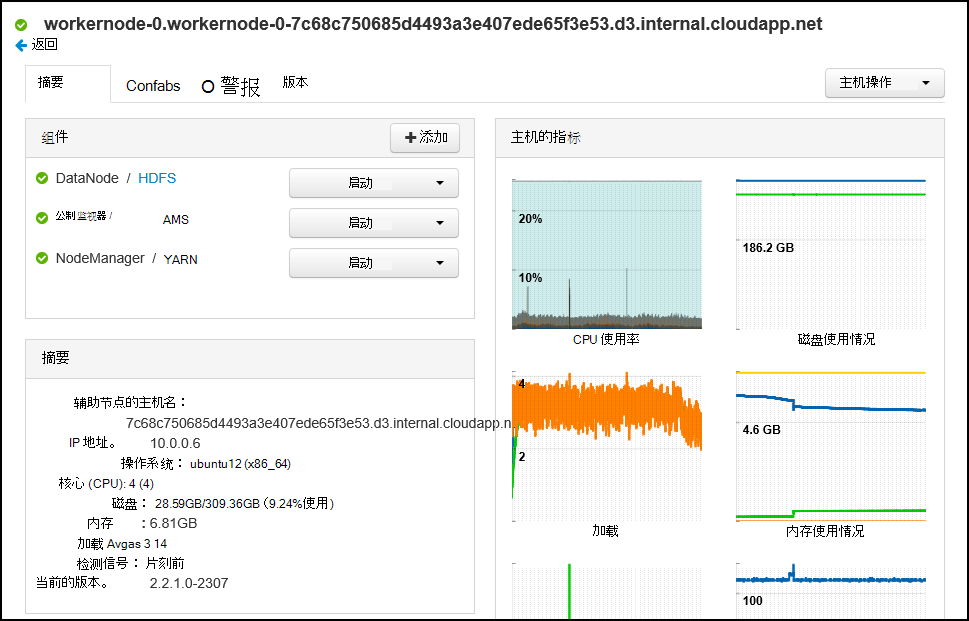 workernode-0.workernode-0-7c68c750685d4493a3e407ede65f3e53.d3.internal.cloudapp.net
返回
摘要 Confabs 警报 版本 主机操作
组件 添加
DataNode / HDFS 启动
公制监视器 / AMS 启动
NodeManager / YARN 启动
摘要
辅助节点的主机名：
7c68c750685d4493a3e407ede65f3e53.d3.internal.cloudapp.n
IP 地址。 10.0.0.6
操作系统： ubuntu12 (x86_64)
核心 (CPU): 4 (4)
磁盘： 28.59GB/309.36GB（9.24%使用）
内存 : 6.81GB
加载 Avgas 3 14
检测信号： 片刻前
当前的版本。 2.2.1.0-2307
主机的指标
20%
10%
CPU 使用率
186.2 GB
磁盘使用情况
4
2
加载
4.6 GB
内存使用情况
100